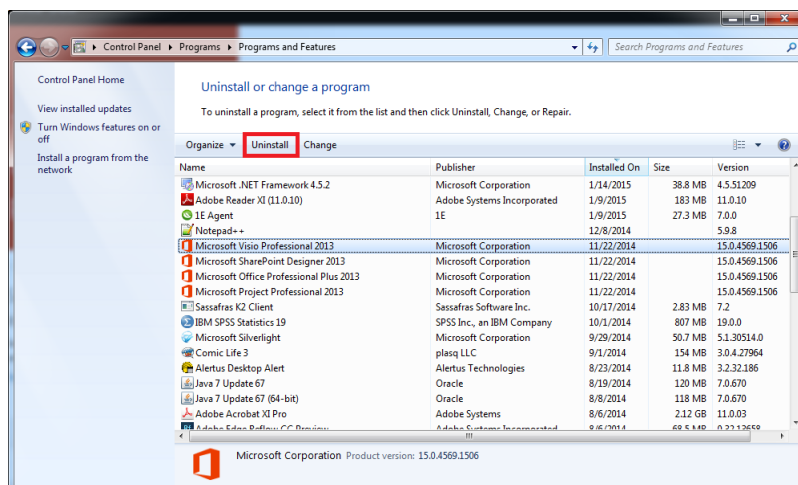 Control Panel ▸ Programs ▸ Programs and Features
Search Programs and Features
Control Panel Home
View installed updates
Turn Windows features on or
off
Install a program from the
network
Uninstall or change a program
To uninstall a program, select it from the list and then click Uninstall, Change, or Repair.
Organize Uninstall Change
Name Publisher Installed On Size Version
Microsoft .NET Framework 4.5.2 Microsoft Corporation 1/14/2015 38.8 MB 4.5.51209
Adobe Reader XI (11.0.10) Adobe Systems Incorporated 1/9/2015 183 MB 11.0.10
1E Agent 1E 1/9/2015 27.3 MB 7.0.0
Notepad++ 12/8/2014 5.9.8
Microsoft Visio Professional 2013 Microsoft Corporation 11/22/2014 15.0.4569.1506
Microsoft SharePoint Designer 2013 Microsoft Corporation 11/22/2014 15.0.4569.1506
Microsoft Office Professional Plus 2013 Microsoft Corporation 11/22/2014 15.0.4569.1506
Microsoft Project Professional 2013 Microsoft Corporation 11/22/2014 15.0.4569.1506
Sassafras K2 Client Sassafras Software Inc. 10/17/2014 2.83 MB 7.2
IBM SPSS Statistics 19 SPSS Inc., an IBM Company 10/1/2014 807 MB 19.0.0
Microsoft Silverlight Microsoft Corporation 9/29/2014 50.7 MB 5.1.30514.0
Comic Life 3 plasq LLC 9/1/2014 154 MB 3.0.4.27964
Alertus Desktop Alert Alertus Technologies 8/23/2014 11.8 MB 3.2.32.186
Java 7 Update 67 Oracle 8/19/2014 120 MB 7.0.670
Java 7 Update 67 (64-bit) Oracle 8/8/2014 118 MB 7.0.670
Adobe Acrobat XI Pro Adobe Systems 8/6/2014 2.12 GB 11.0.03
Adobe Edge Reflow CC Preview Adobe Systems Incorporated 8/6/2014 68.5 MB
Microsoft Corporation Product version: 15.0.4569.1506